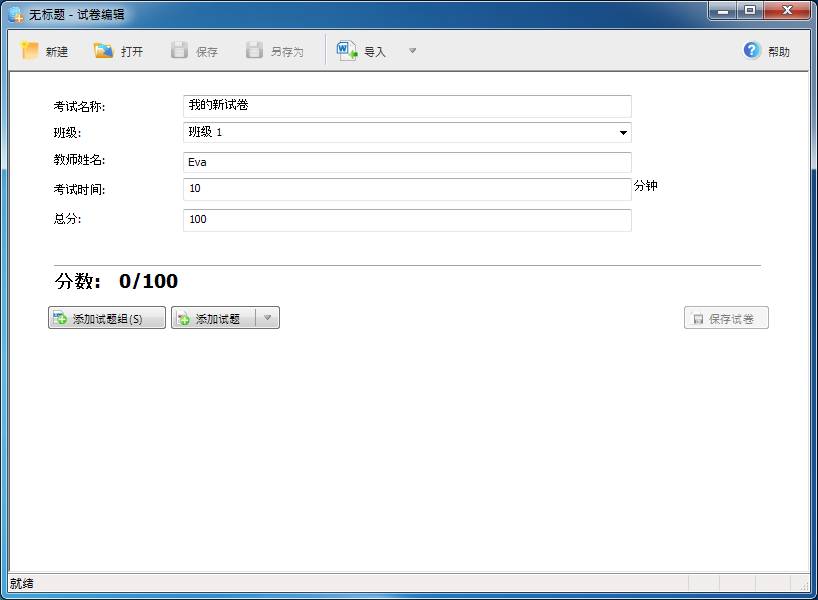 无标题 - 试卷编辑
新建 打开 保存 另存为 导入 帮助
考试名称: 我的新试卷
班级: 班级 1
教师姓名: Eva
考试时间: 10 分钟
总分: 100
分数: 0/100
添加试题组(S) 添加试题 保存试卷
就绪